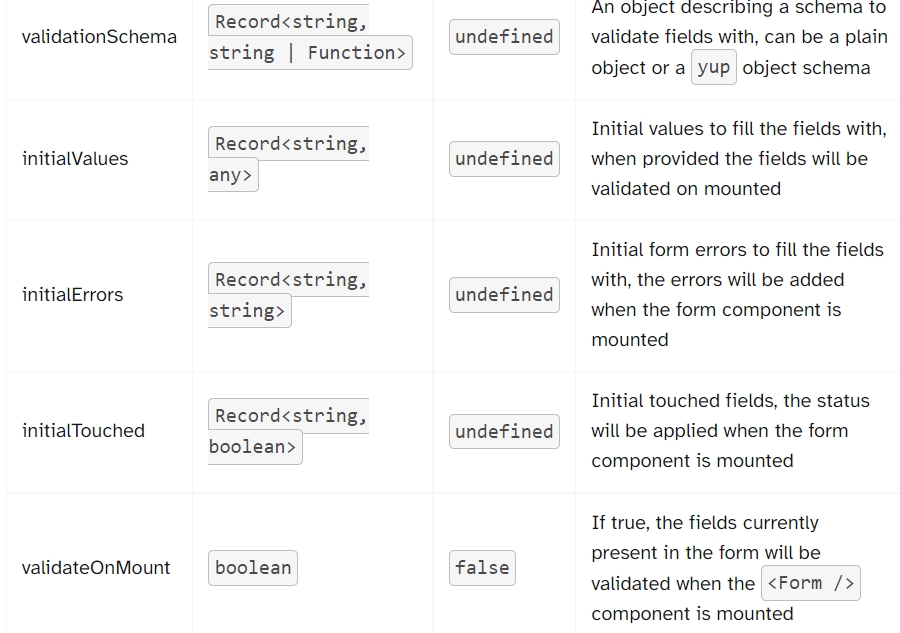 validationSchema
Record<string,
string | Function>
undefined
An object describing a schema to
validate fields with, can be a plain
object or a yup object schema
initialValues
Record<string,
any>
undefined
Initial values to fill the fields with,
when provided the fields will be
validated on mounted
initialErrors
Record<string,
string>
undefined
Initial form errors to fill the fields
with, the errors will be added
when the form component is
mounted
initialTouched
Record<string,
boolean>
undefined
Initial touched fields, the status
will be applied when the form
component is mounted
validateOnMount
boolean
false
If true, the fields currently
present in the form will be
validated when the <Form />
component is mounted